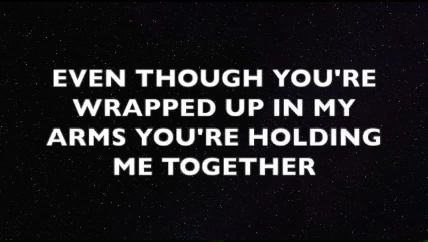 EVEN THOUGH YOU'RE
WRAPPED UP IN MY
ARMS YOU'RE HOLDING
ME TOGETHER